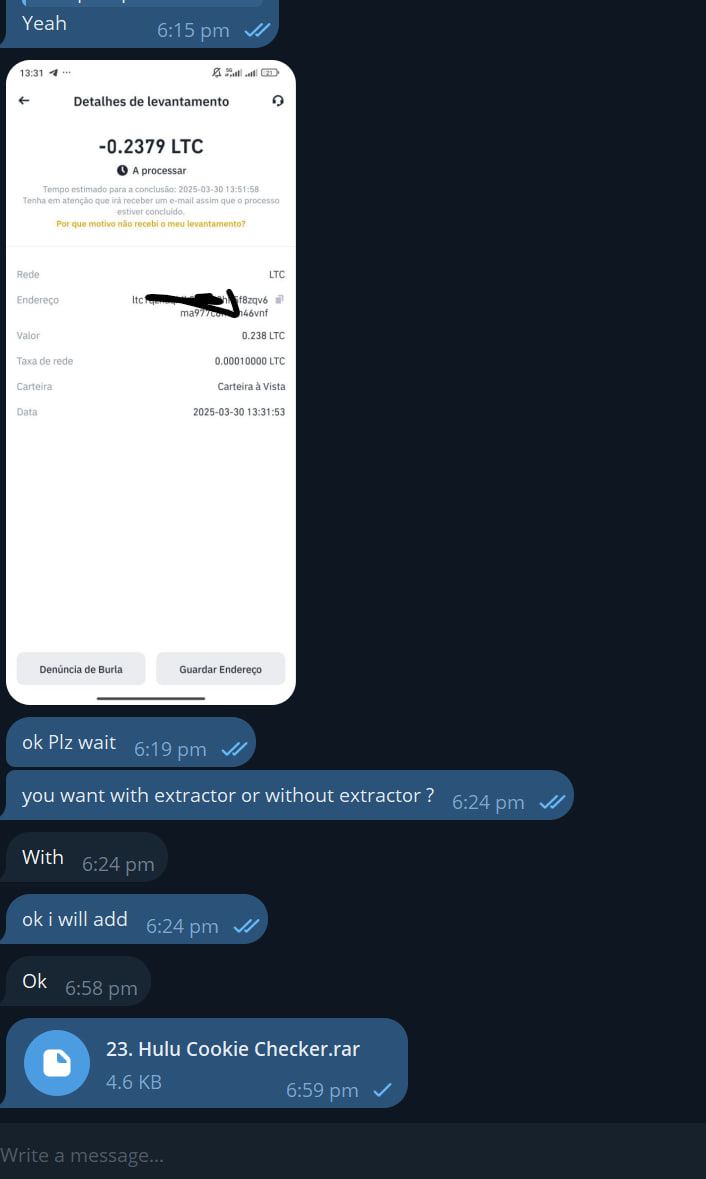 Yeah 6:15 pm
13:31
Detalhes de levantamento
-0.2379 LTC
A processar
Tempo estimado para a conclusão: 2025-03-30 13:51:58
Tenha em atenção que irá receber um e-mail assim que o processo
estiver concluído.
Por que motivo não recebi o meu levantamento?
Rede LTC
Endereço
Valor 0.238 LTC
Taxa de rede 0.00010000 LTC
Carteira Carteira à Vista
Data 2025-03-30 13:31:53
Denúncia de Burla Guardar Endereço
ok Plz wait 6:19 pm
you want with extractor or without extractor ? 6:24 pm
With 6:24 pm
ok i will add 6:24 pm
Ok 6:58 pm
23. Hulu Cookie Checker.rar
4.6 KB 6:59 pm
Write a message...